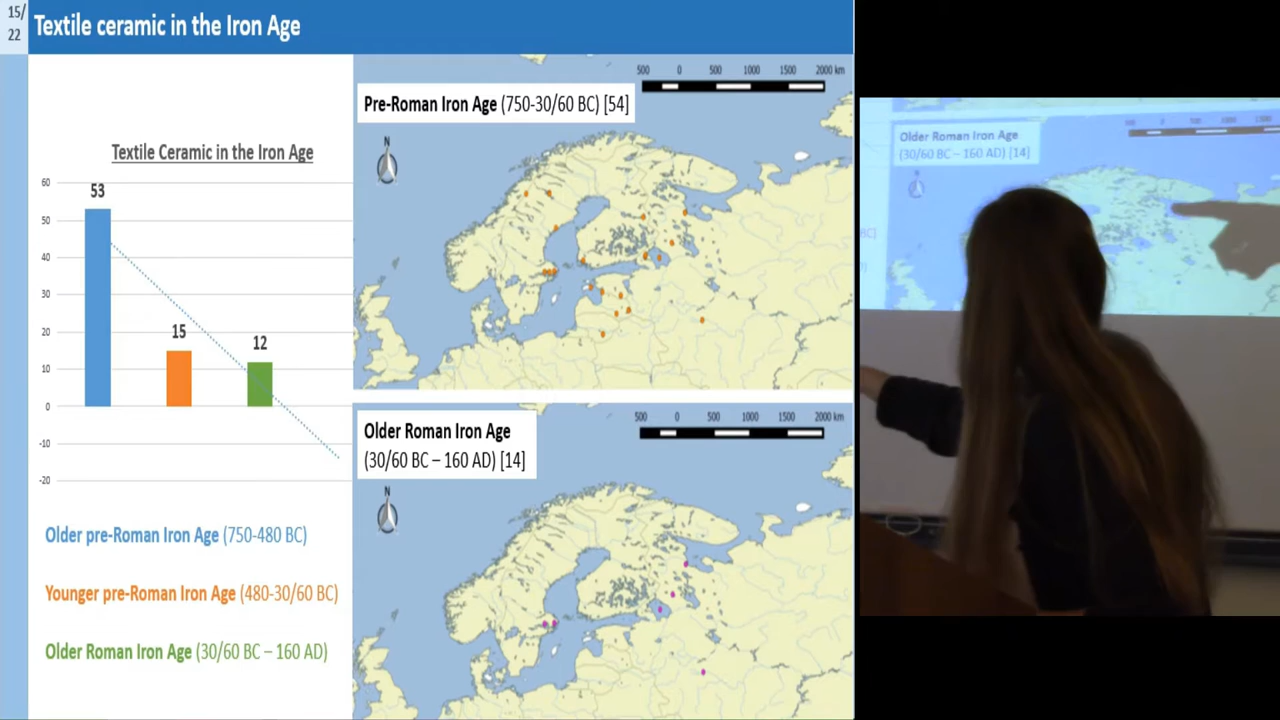 15/
22
Textile ceramic in the Iron Age
Textile Ceramic in the Iron Age
60
50
40
30
20
10
0
-10
-20
53
15
12
Older pre-Roman Iron Age (750-480 BC)
Younger pre-Roman Iron Age (480-30/60 BC)
Older Roman Iron Age (30/60 BC – 160 AD)
Pre-Roman Iron Age (750-30/60 BC) [54]
500 0 500 1000 1500 2000 km
N
Older Roman Iron Age
(30/60 BC – 160 AD) [14]
500 0 500 1000 1500 2000 km
N
Older Roman Iron Age
(30/60 BC – 160 AD) [14]